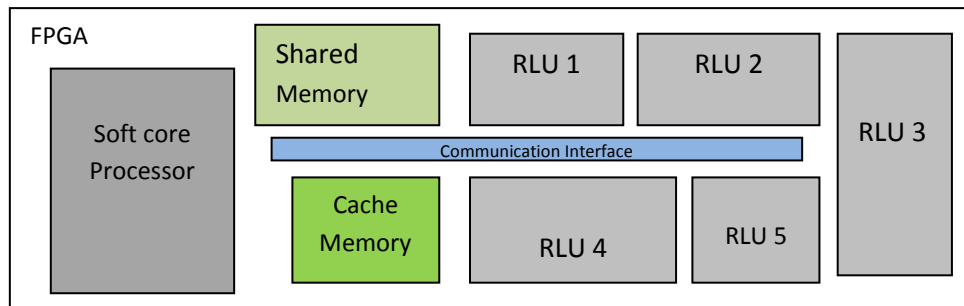 FPGA
Soft core
Processor
Shared
Memory
RLU 1
RLU 2
RLU 3
Communication Interface
Cache
Memory
RLU 4
RLU 5